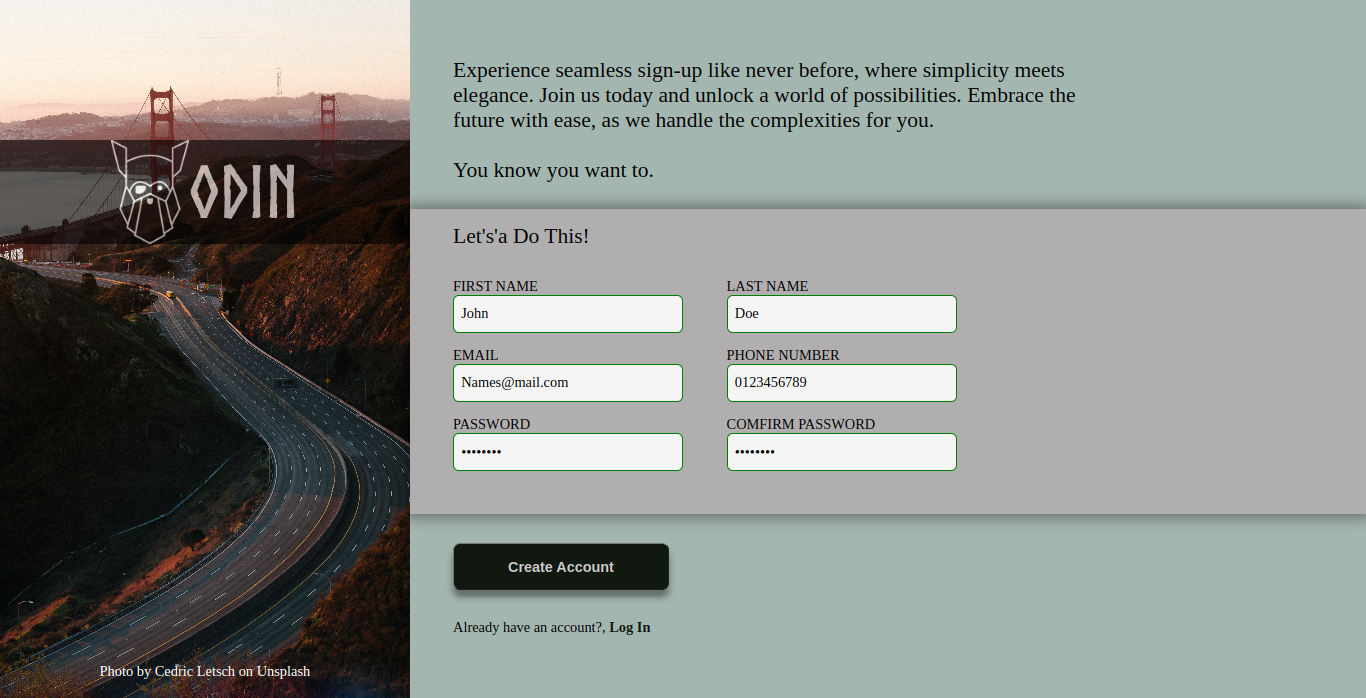 ODIN
Photo by Cedric Letsch on Unsplash
Experience seamless sign-up like never before, where simplicity meets
elegance. Join us today and unlock a world of possibilities. Embrace the
future with ease, as we handle the complexities for you.
You know you want to.
Let's'a Do This!
FIRST NAME LAST NAME
John Doe
EMAIL PHONE NUMBER
Names@mail.com 0123456789
PASSWORD COMFIRM PASSWORD
•••••••• ••••••••
Create Account
Already have an account?, Log In